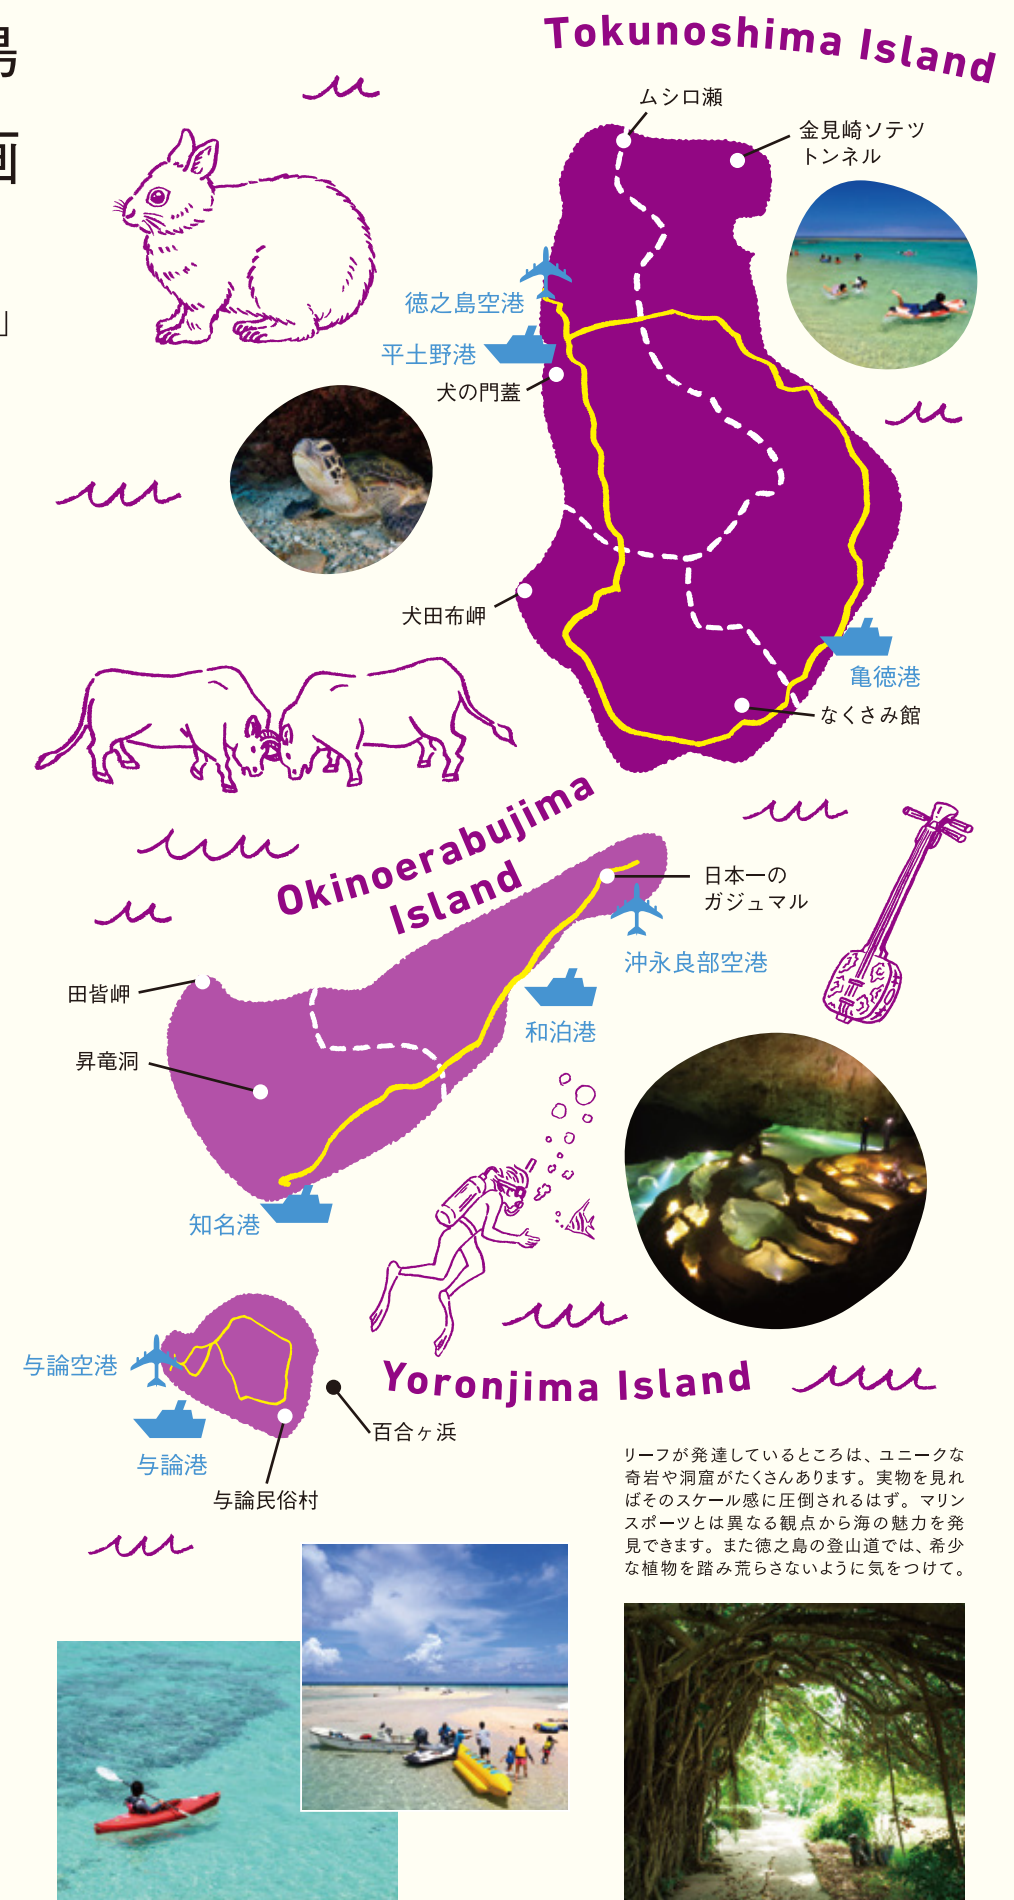 Tokunoshima Island
ムシロ瀬
金見崎ソテツ
トンネル
徳之島空港
平土野港
犬の門蓋
犬田布岬
亀徳港
なくさみ館
Okinoerabujima
Island
日本一の
ガジュマル
沖永良部空港
田皆岬
和泊港
昇竜洞
知名港
与論空港
Yoronjima Island
百合ヶ浜
与論港
与論民俗村
リーフが発達しているところは、ユニークな
奇岩や洞窟がたくさんあります。実物を見れ
ばそのスケール感に圧倒されるはず。マリン
スポーツとは異なる観点から海の魅力を発
見できます。また徳之島の登山道では、希少
な植物を踏み荒らさないように気をつけて。